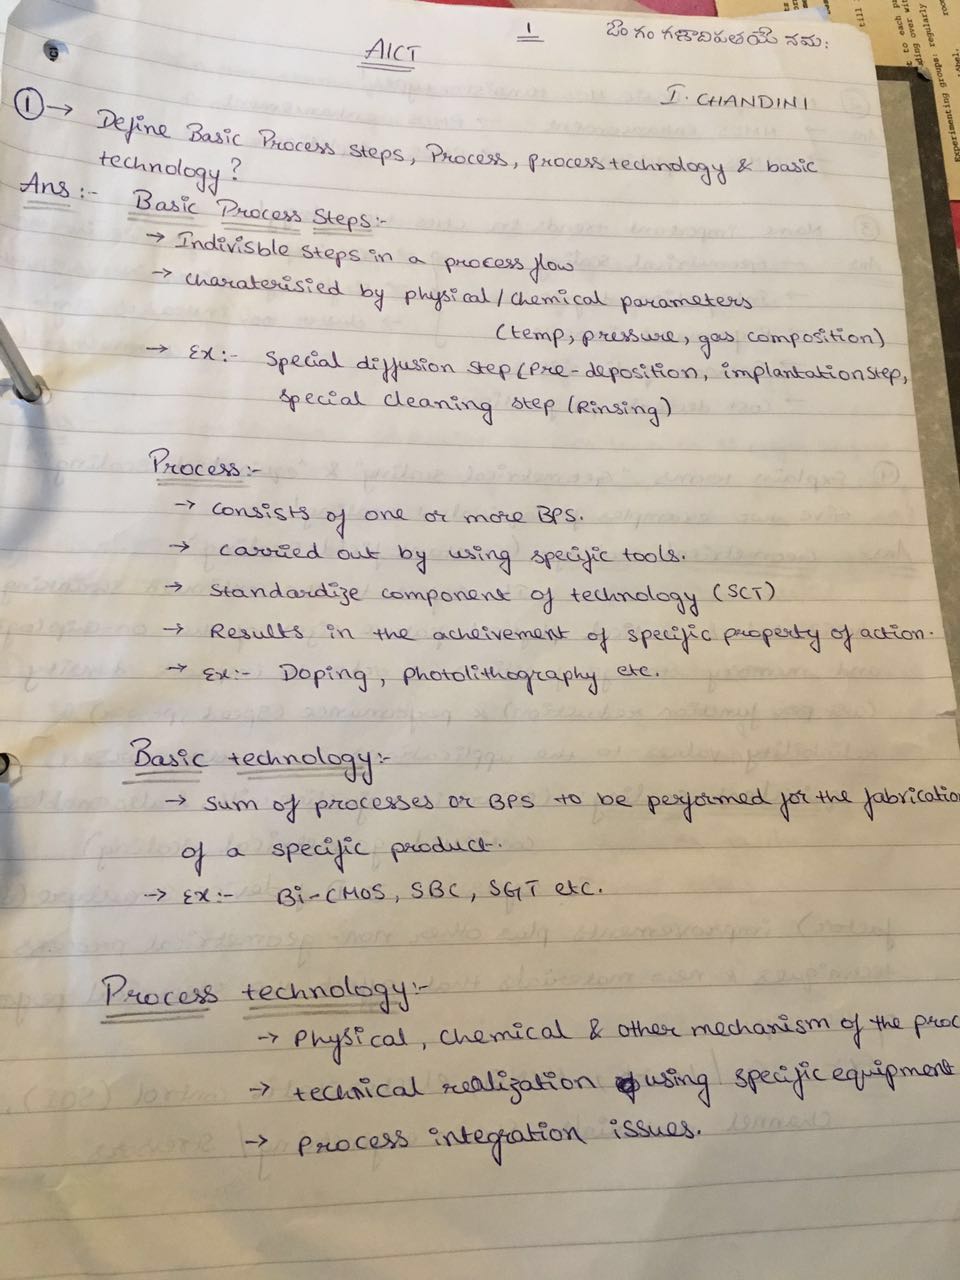 1
ఓం గం గణాధిపతయే నమః
AICT
I. CHANDINI
① → Define Basic Process steps, Process, process technology & basic
technology?
Ans :- Basic Process Steps:-
→ Indivisble steps in a process flow
→ charaterisied by physical/chemical parameters
(temp, pressure, gas composition)
→ Ex:- Special diffusion step (Pre-deposition, implantation step,
special cleaning step (Rinsing)
Process:-
→ consists of one or more BPS.
→ carried out by using specific tools.
→ standardize component of technology (SCT)
→ Results in the acheivement of specific property of action.
→ Ex:- Doping, photolithography etc.
Basic technology:-
→ sum of processes or BPS to be performed for the fabricatio
of a specific product.
→ Ex:- Bi-CMOS, SBC, SGT etc.
Process technology:-
→ Physical, chemical & other mechanism of the proc
→ technical realization using specific equipment
→ process integration issues.